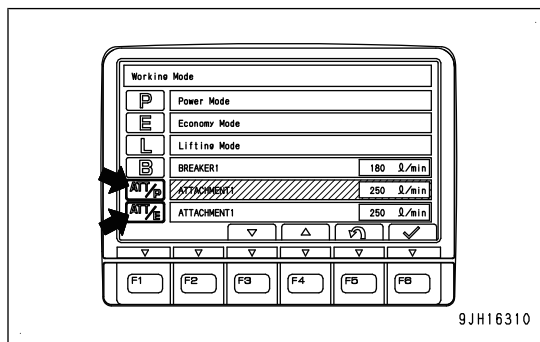 Working Mode
P Power Mode
E Economy Mode
L Lifting Mode
B BREAKER1 180 ℓ/min
ATT/P ATTACHMENT1 250 ℓ/min
ATT/E ATTACHMENT1 250 ℓ/min
F1 F2 F3 F4 F5 F6
9JH16310